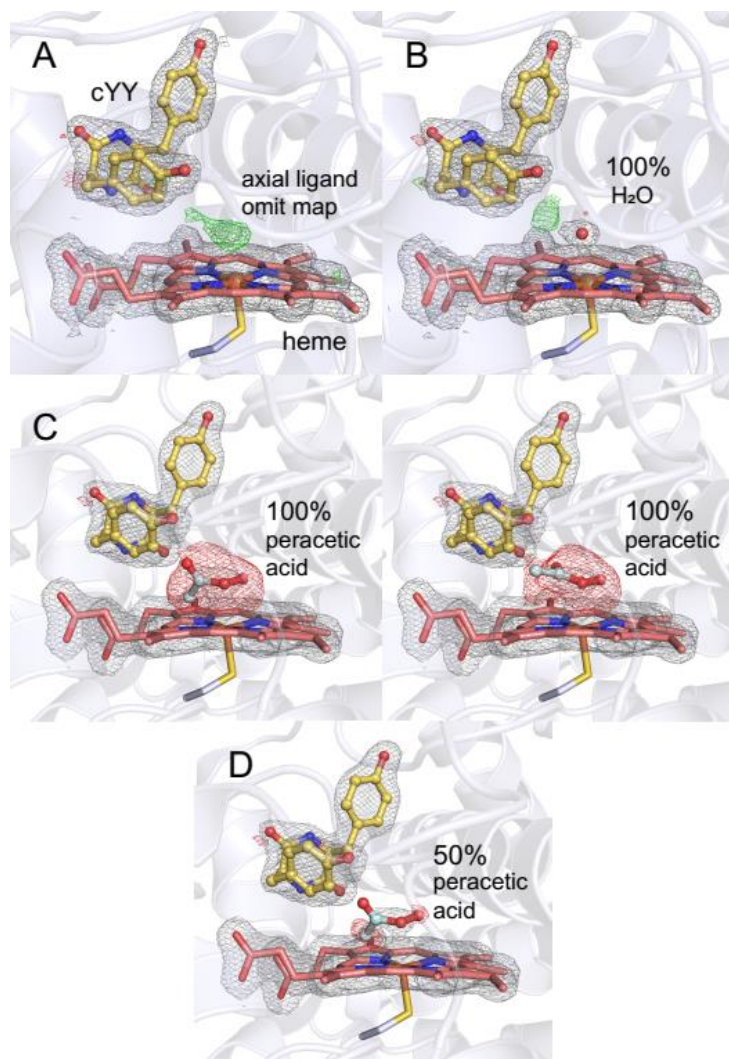 A
cYY
axial ligand
omit map
heme
B
100%
H₂O
C
100%
peracetic
acid
100%
peracetic
acid
D
50%
peracetic
acid